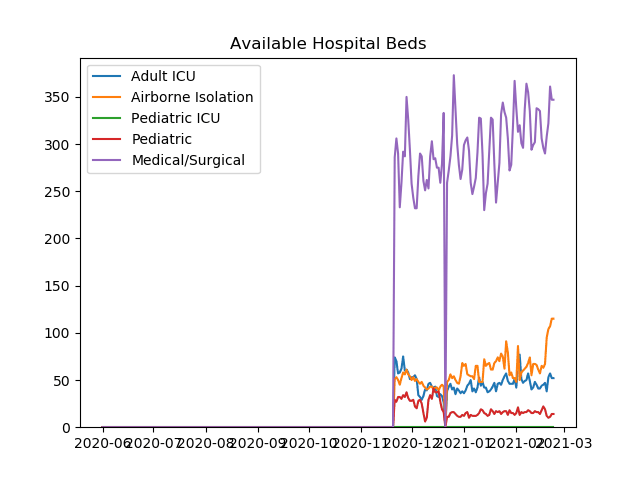 Available Hospital Beds
Adult ICU
Airborne Isolation
Pediatric ICU
Pediatric
Medical/Surgical
350
300
250
200
150
100
50
0
2020-06 2020-07 2020-08 2020-09 2020-10 2020-11 2020-12 2021-01 2021-02 2021-03